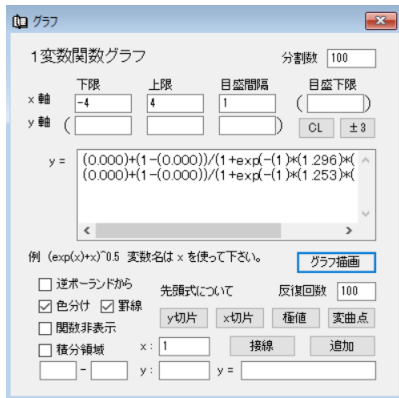 グラフ
1変数関数グラフ 分割数 100
下限 上限 目盛間隔 目盛下限
x 軸 -4 4 1 ( )
y 軸 ( ) CL ±3
y = (0.000)+(1-(0.000))/(1+exp(-(1)*(1.296)*(
(0.000)+(1-(0.000))/(1+exp(-(1)*(1.253)*(
例 (exp(x)+x)^0.5 変数名は x を使って下さい。 グラフ描画
逆ポーランドから 先頭式について 反復回数 100
色分け 罫線 y切片 x切片 極値 変曲点
関数非表示
積分領域 x : 1 接線 追加
- y : y =